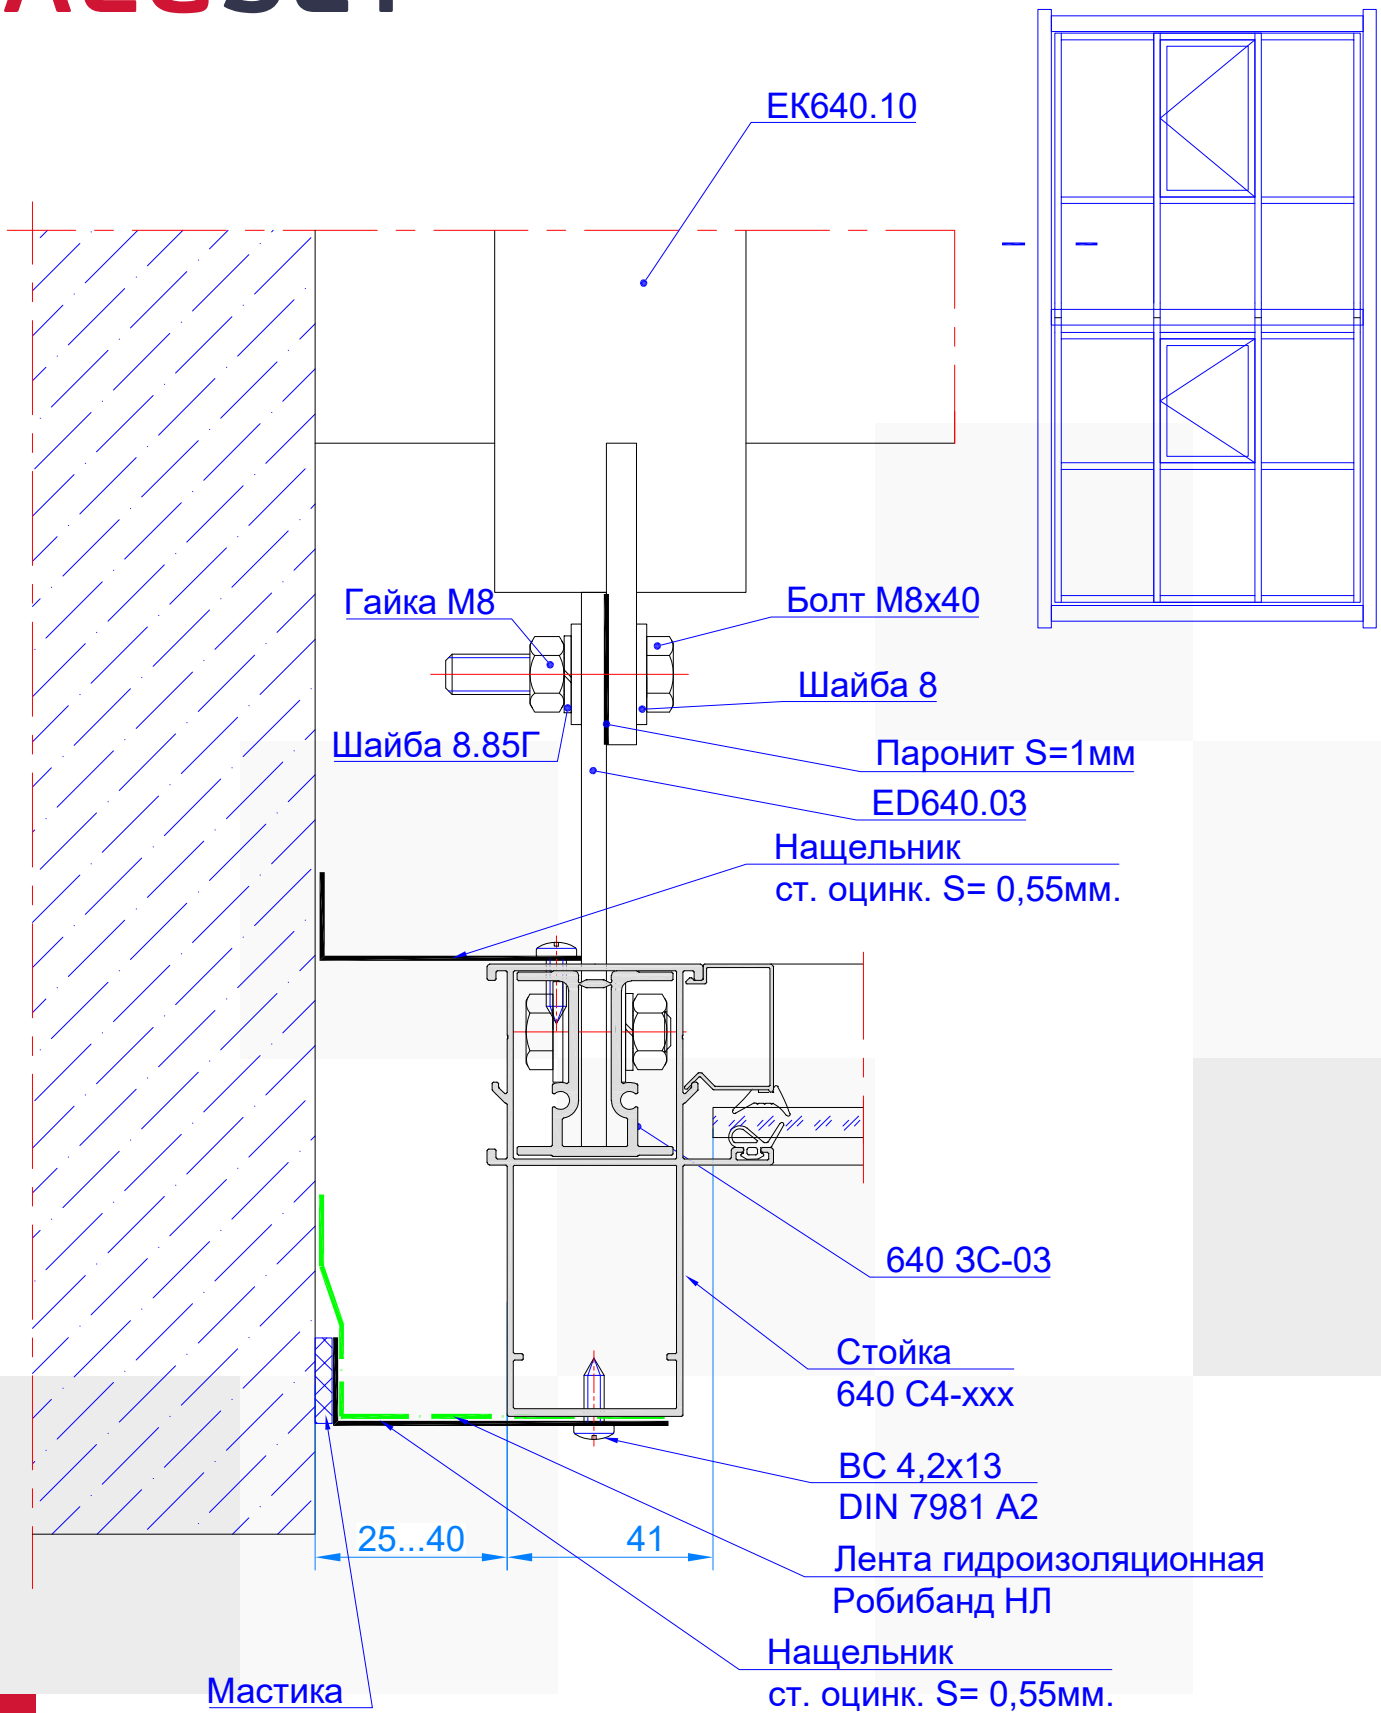 ЕК640.10
Гайка М8
Болт М8х40
Шайба 8
Шайба 8.85Г
Паронит S=1мм
ED640.03
Нащельник
ст. оцинк. S= 0,55мм.
640 ЗС-03
Стойка
640 С4-ххх
ВС 4,2х13
DIN 7981 A2
25...40
41
Лента гидроизоляционная
Робибанд НЛ
Нащельник
ст. оцинк. S= 0,55мм.
Мастика